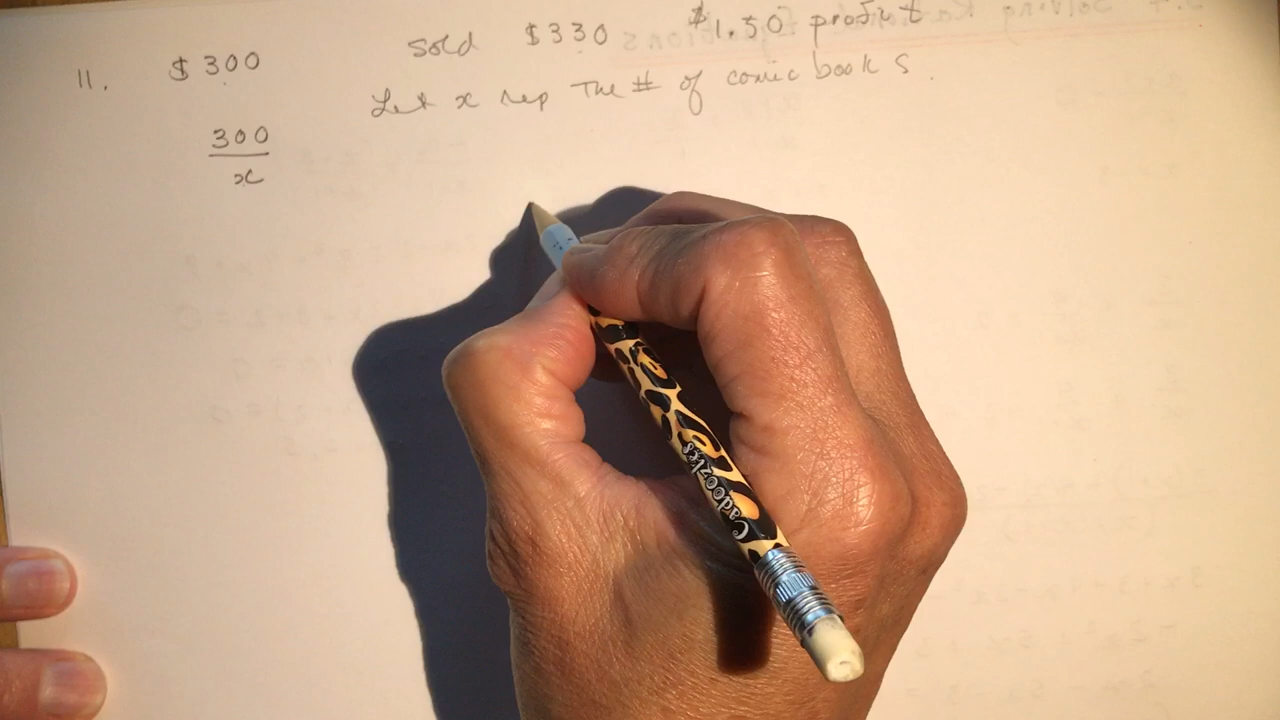 11. $300 sold $330 $1.50 profit
Let x rep the # of comic books.
300
x
Cadoozles